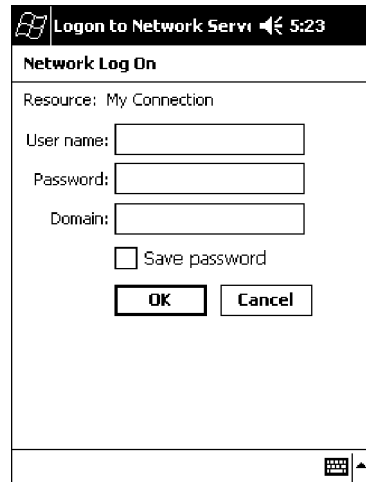 Logon to Network Serve 5:23
Network Log On
Resource: My Connection
User name:
Password:
Domain:
Save password
OK Cancel